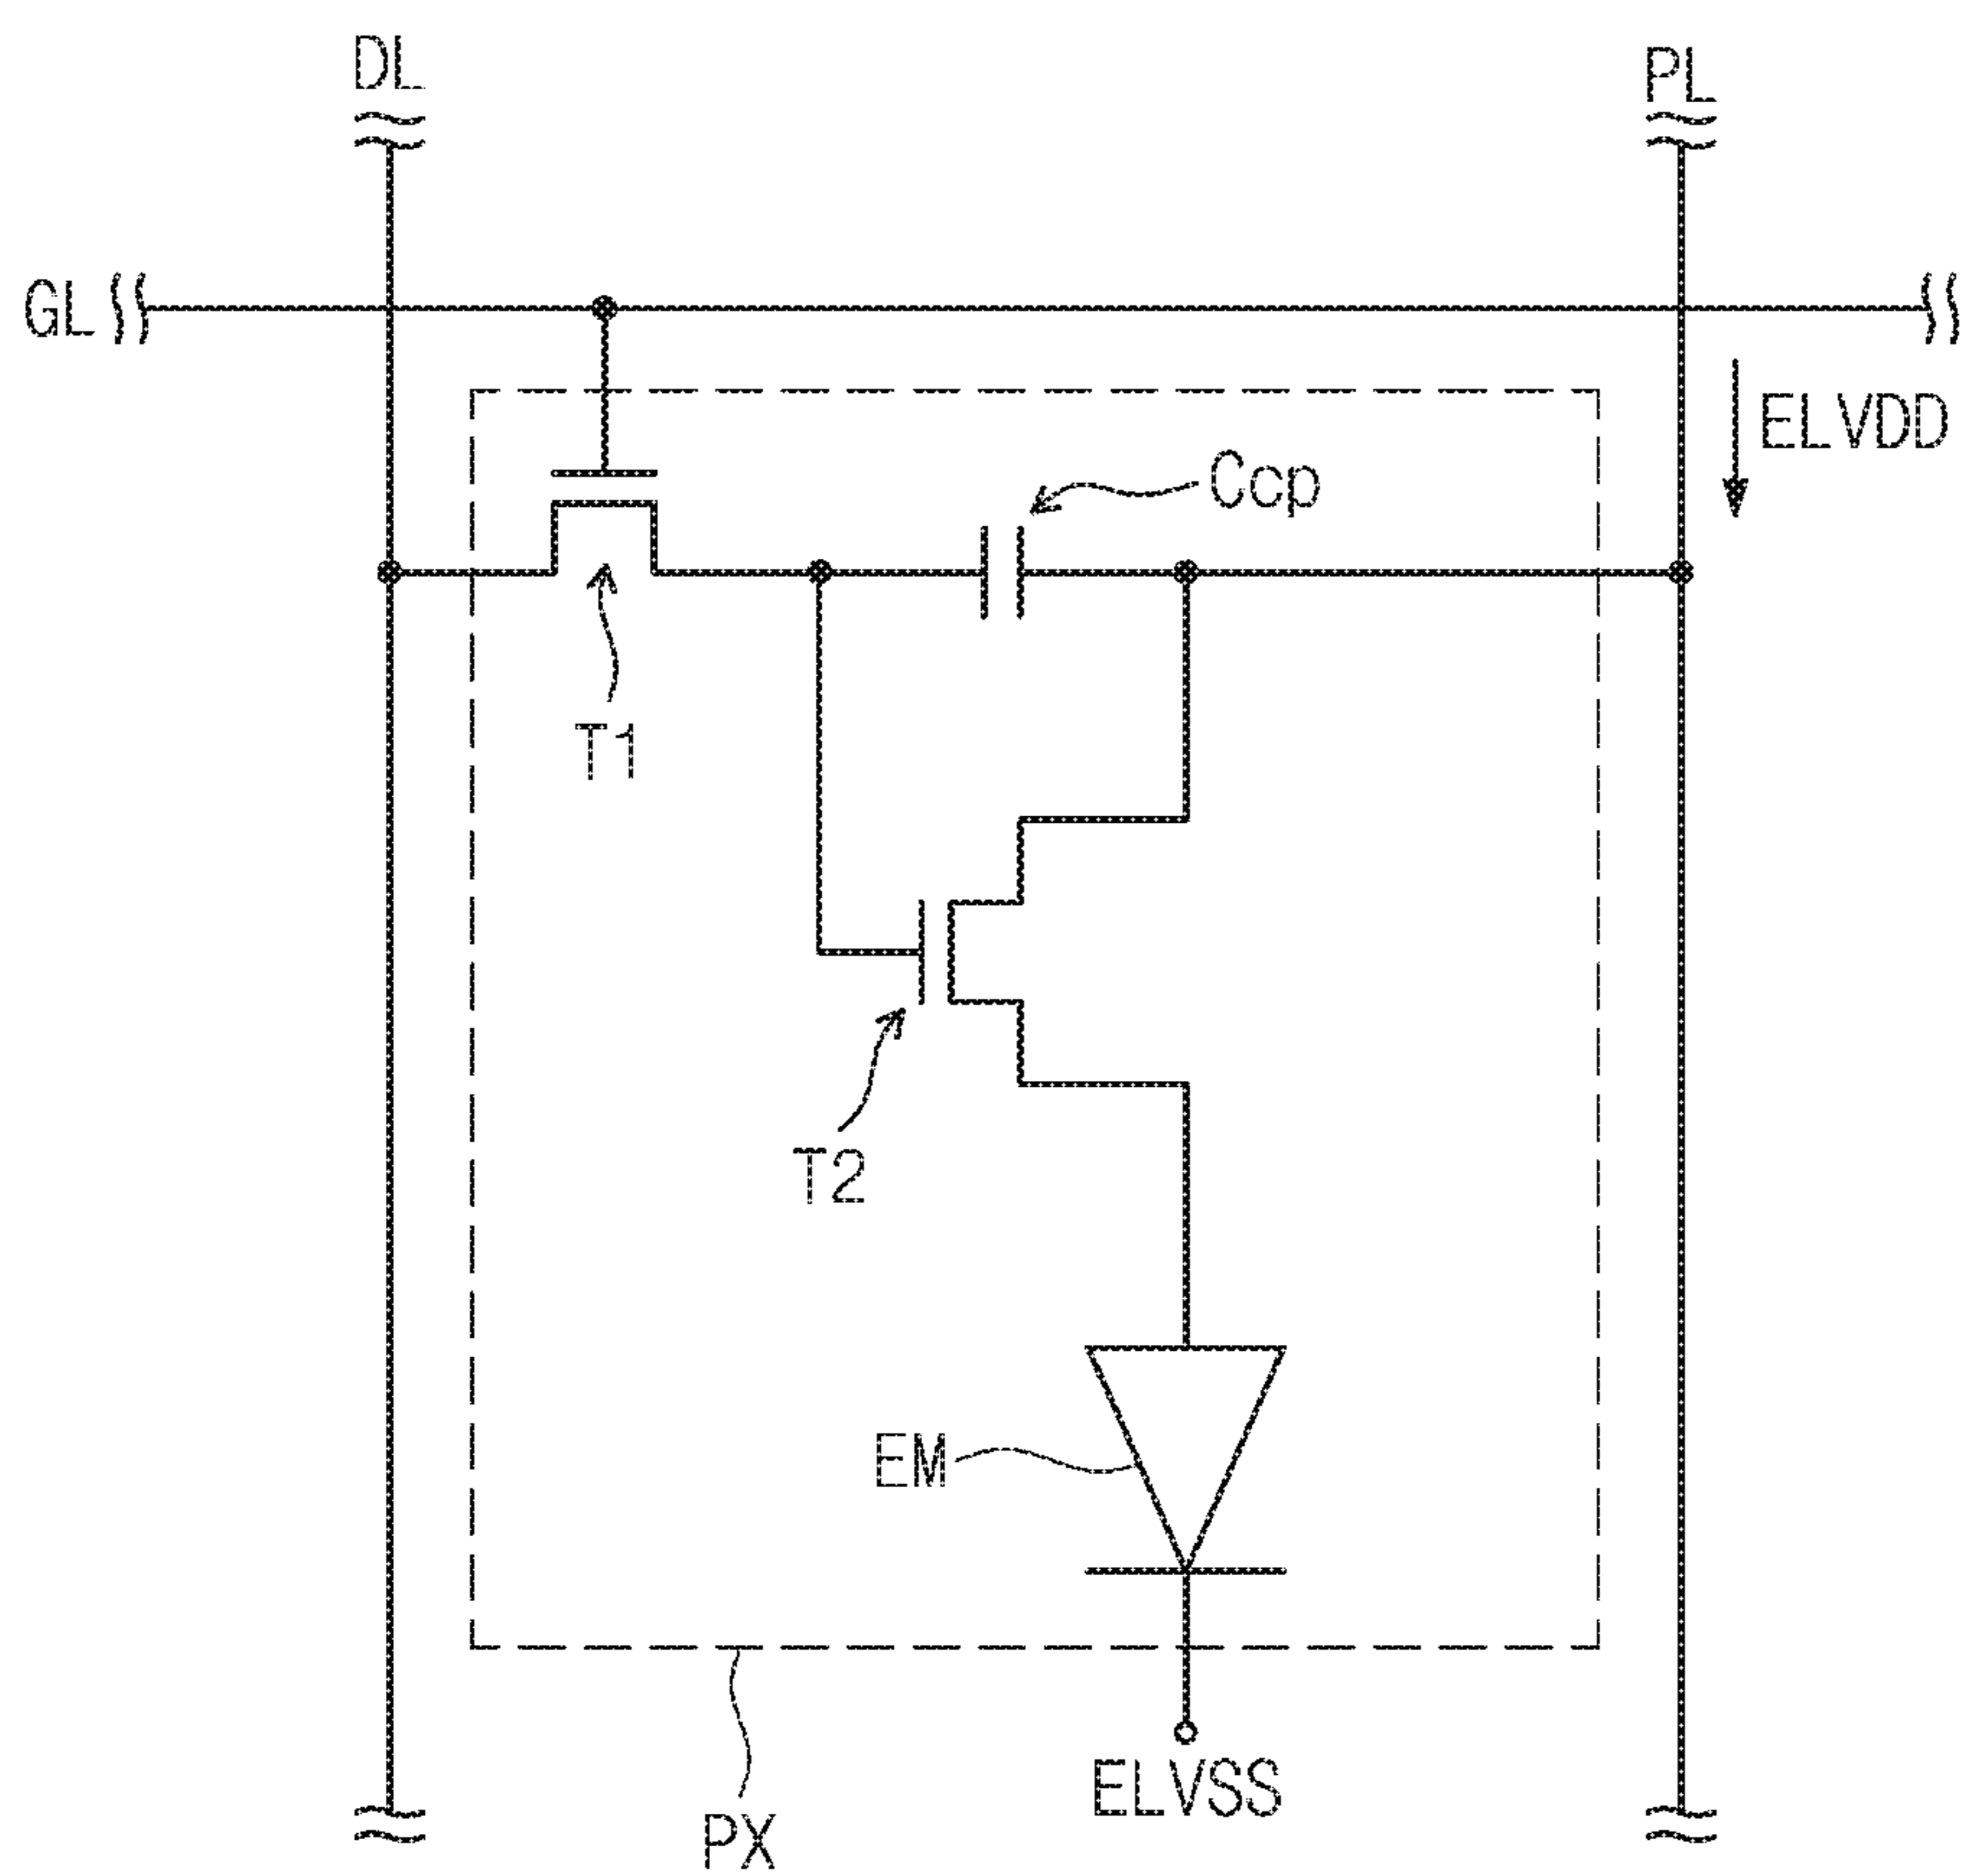 DL
PL
GL
ELVDD
Ccp
T1
T2
EM
ELVSS
PX